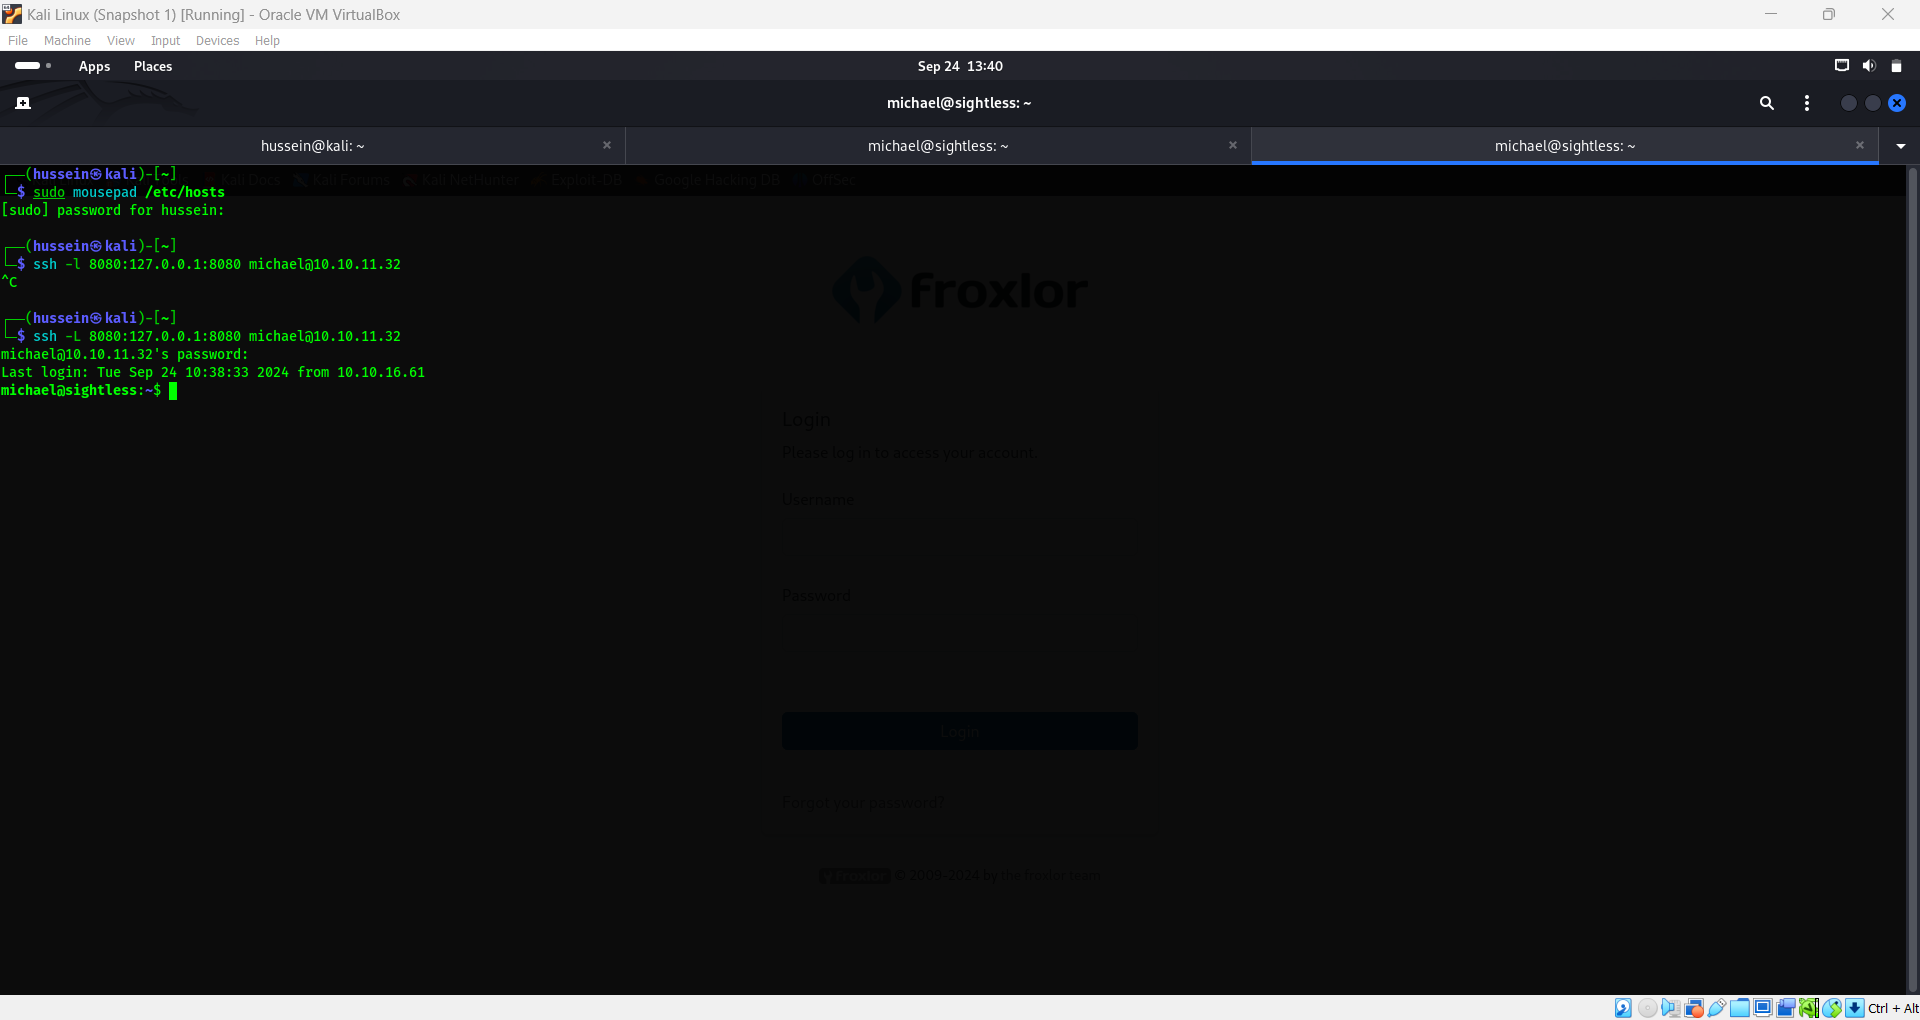 Kali Linux (Snapshot 1) [Running] - Oracle VM VirtualBox
File Machine View Input Devices Help
Apps Places Sep 24 13:40
michael@sightless: ~
hussein@kali: ~ michael@sightless: ~ michael@sightless: ~
Kali Docs Kali Forums Kali NetHunter Exploit-DB Google Hacking DB OffSec
┌──(hussein㉿kali)-[~]
└─$ sudo mousepad /etc/hosts
[sudo] password for hussein:
┌──(hussein㉿kali)-[~]
└─$ ssh -l 8080:127.0.0.1:8080 michael@10.10.11.32
^C
┌──(hussein㉿kali)-[~]
└─$ ssh -L 8080:127.0.0.1:8080 michael@10.10.11.32
michael@10.10.11.32's password:
Last login: Tue Sep 24 10:38:33 2024 from 10.10.16.61
michael@sightless:~$
froxlor
Login
Please log in to access your account.
Username
Password
Login
Forgot your password?
froxlor © 2009-2024 by the froxlor team
Ctrl + Alt